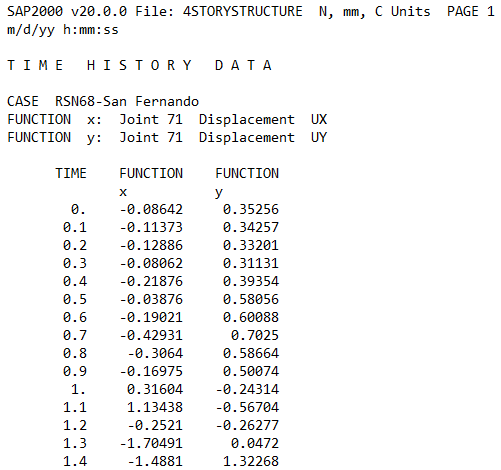 SAP2000 v20.0.0 File: 4STORYSTRUCTURE N, mm, C Units PAGE 1
m/d/yy h:mm:ss
T I M E H I S T O R Y D A T A
CASE RSN68-San Fernando
FUNCTION x: Joint 71 Displacement UX
FUNCTION y: Joint 71 Displacement UY
TIME FUNCTION FUNCTION
x y
0. -0.08642 0.35256
0.1 -0.11373 0.34257
0.2 -0.12886 0.33201
0.3 -0.08062 0.31131
0.4 -0.21876 0.39354
0.5 -0.03876 0.58056
0.6 -0.19021 0.60088
0.7 -0.42931 0.7025
0.8 -0.3064 0.58664
0.9 -0.16975 0.50074
1. 0.31604 -0.24314
1.1 1.13438 -0.56704
1.2 -0.2521 -0.26277
1.3 -1.70491 0.0472
1.4 -1.4881 1.32268